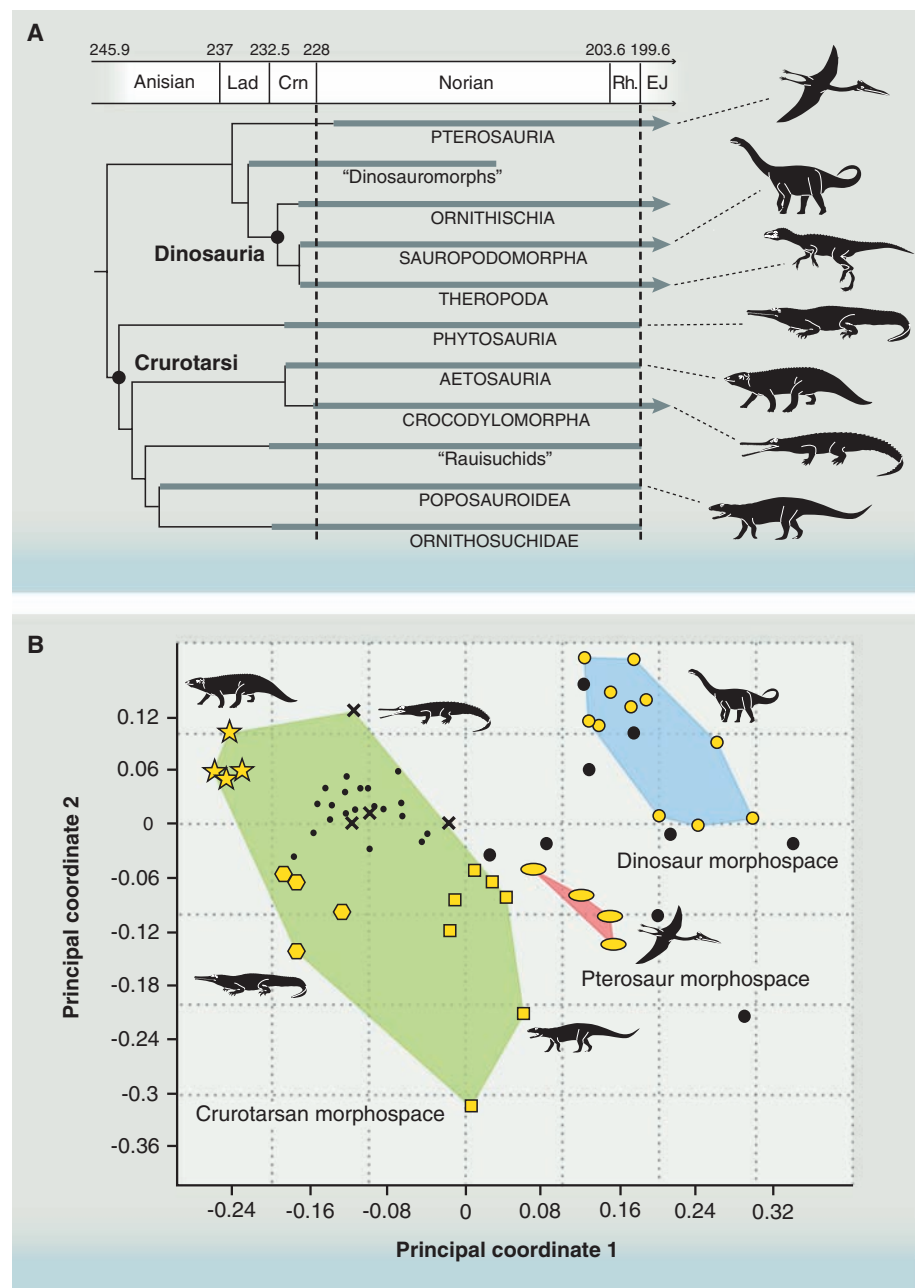 A
245.9 237 232.5 228 203.6 199.6
Anisian Lad Crn Norian Rh. EJ
PTEROSAURIA
“Dinosauromorphs”
ORNITHISCHIA
Dinosauria
SAUROPODOMORPHA
THEROPODA
PHYTOSAURIA
Crurotarsi
AETOSAURIA
CROCODYLOMORPHA
“Rauisuchids”
POPOSAUROIDEA
ORNITHOSUCHIDAE
B
Principal coordinate 2
0.12
0.06
0
-0.06
-0.12
-0.18
-0.24
-0.3
-0.36
Dinosaur morphospace
Pterosaur morphospace
Crurotarsan morphospace
-0.24 -0.16 -0.08 0 0.08 0.16 0.24 0.32
Principal coordinate 1